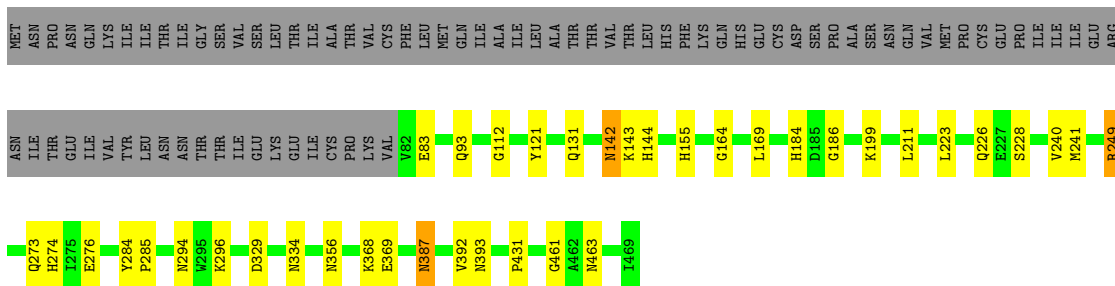 MET ASN PRO ASN GLN LYS ILE ILE THR ILE GLY SER VAL SER LEU THR ILE ALA THR VAL CYS PHE LEU MET GLN ILE ALA ILE LEU ALA THR THR VAL THR LEU HIS PHE LYS GLN HIS GLU CYS ASP SER PRO ALA SER ASN GLN VAL MET PRO CYS GLU PRO ILE ILE ILE GLU ARG
ASN ILE THR GLU ILE VAL TYR LEU ASN ASN THR THR ILE GLU LYS GLU ILE CYS PRO LYS VAL V82 E83 Q93 G112 Y121 Q131 N142 K143 H144 H155 G164 L169 H184 D185 G186 K199 L211 L223 Q226 E227 S228 V240 M241 R249
Q273 H274 I275 E276 Y284 P285 N294 W295 K296 D329 N334 N356 K368 E369 N387 V392 N393 P431 G461 A462 N463 I469